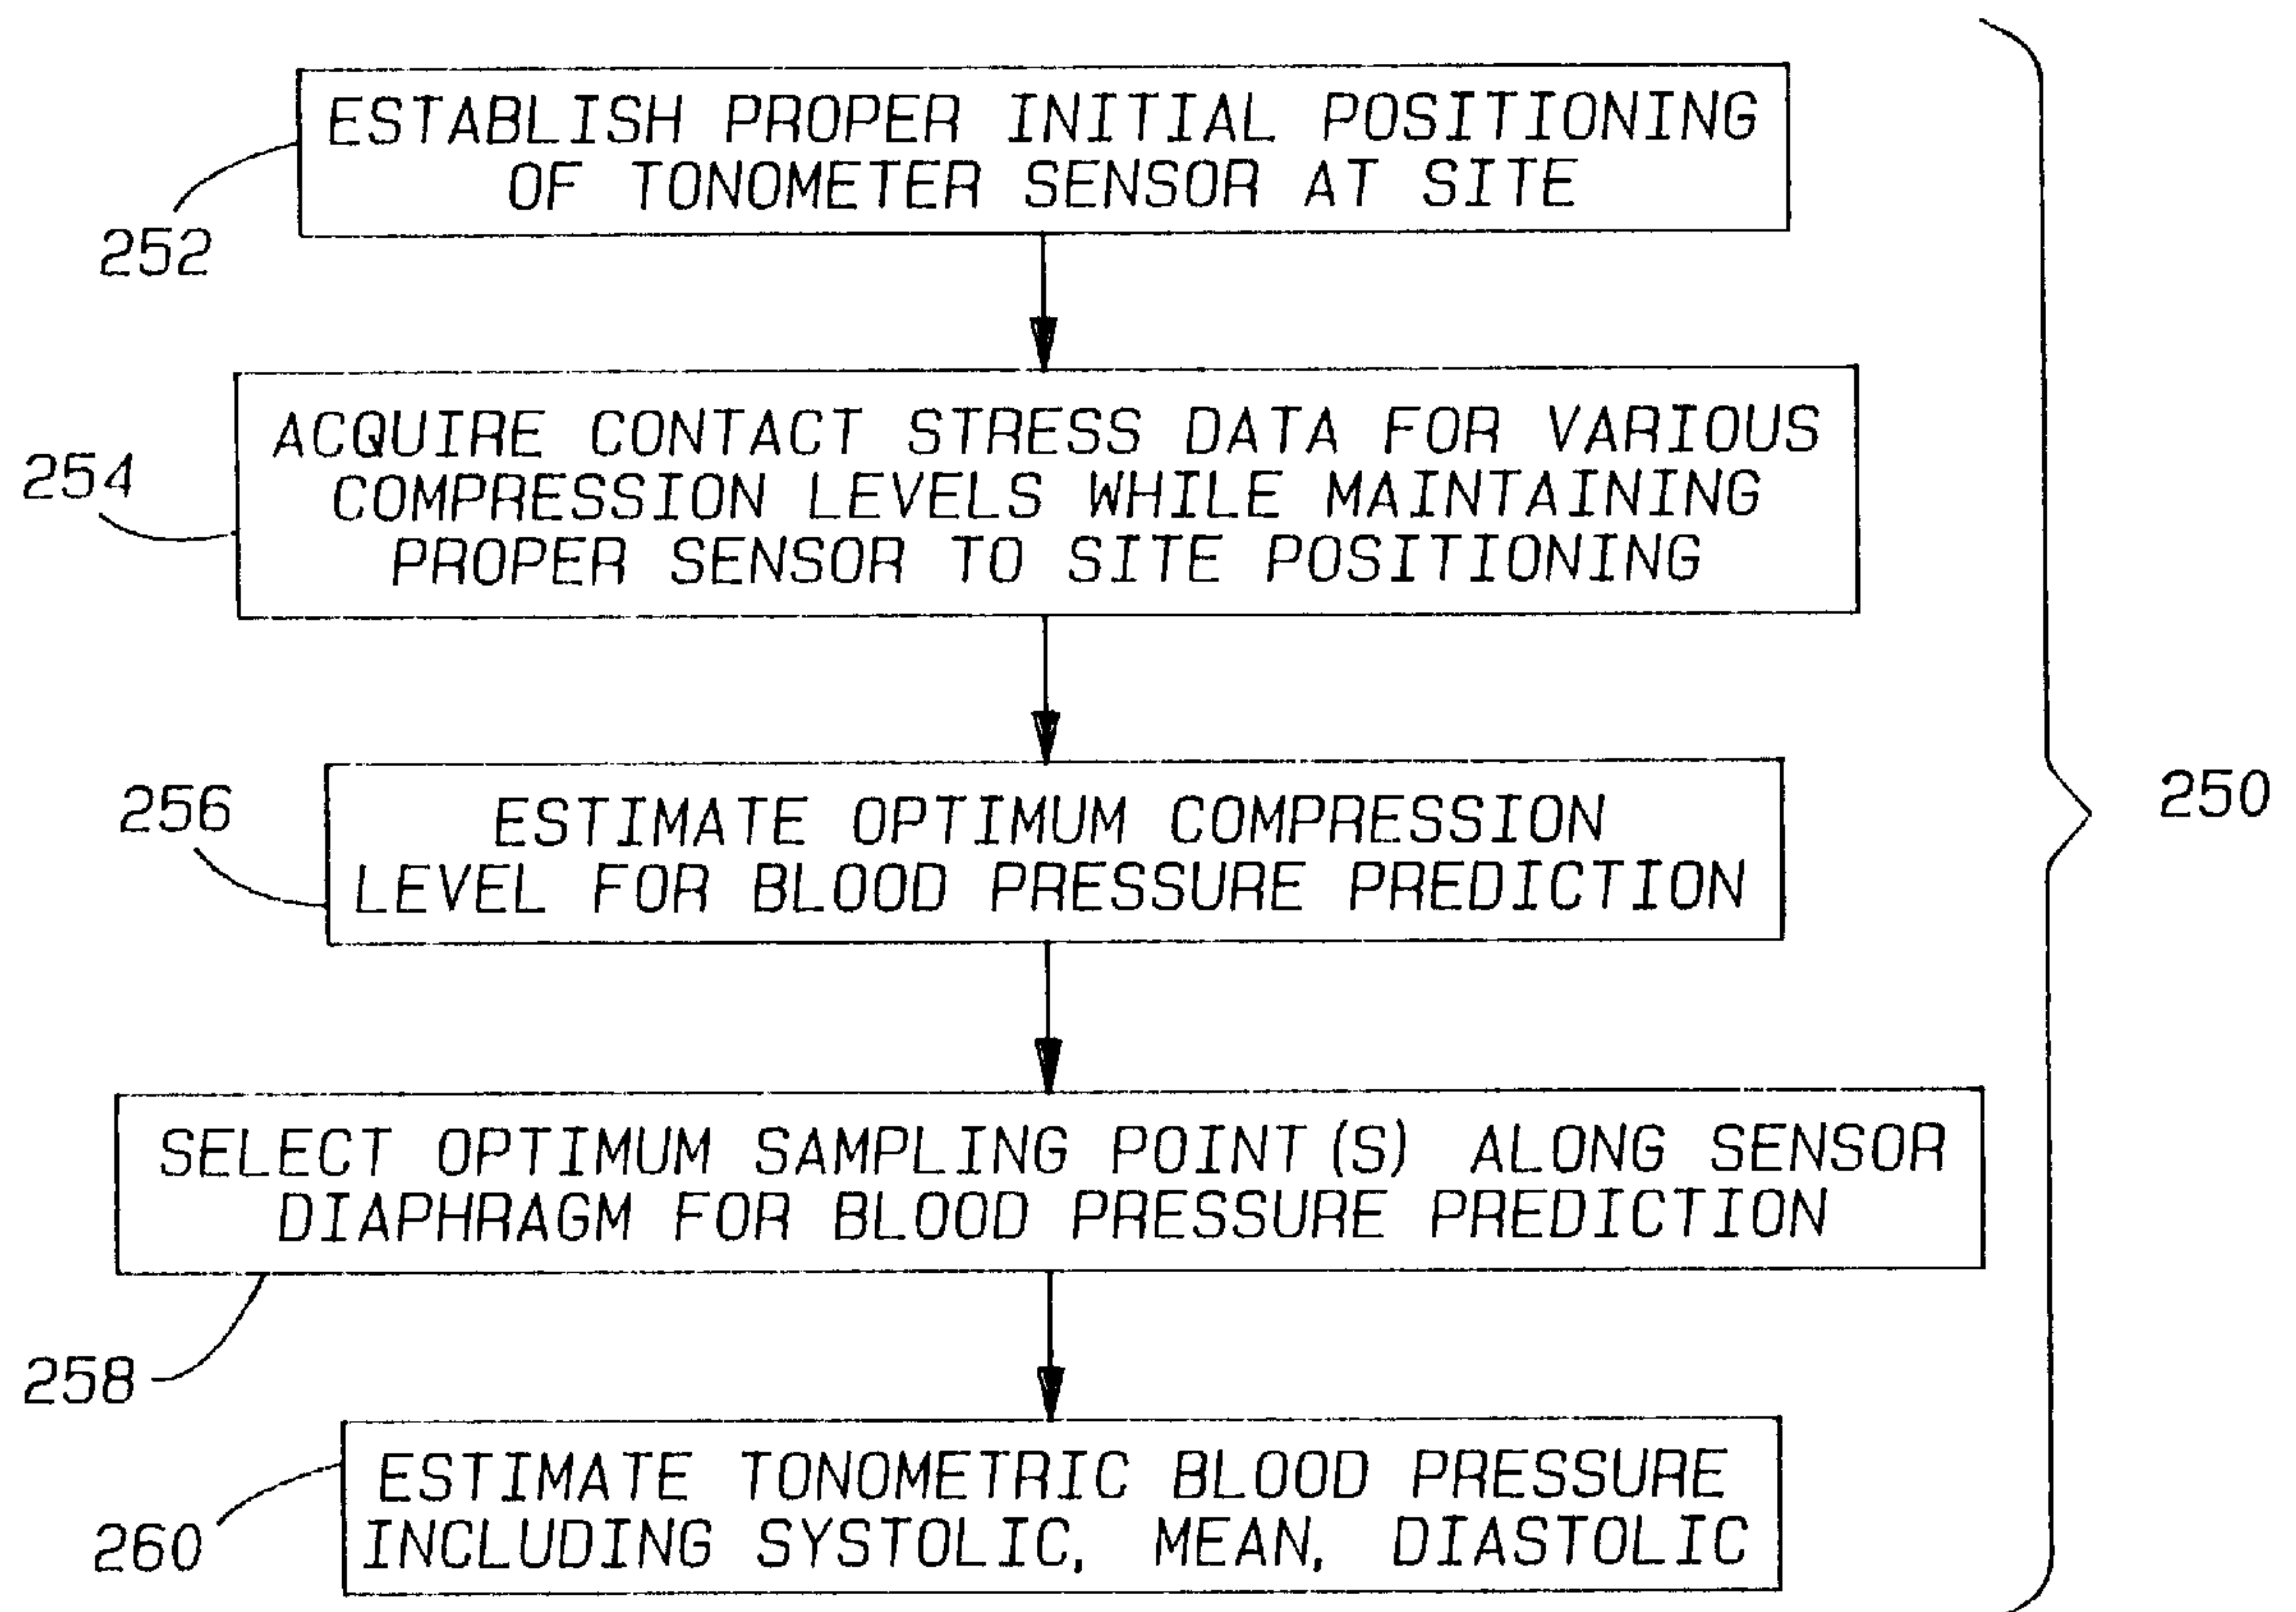 ESTABLISH PROPER INITIAL POSITIONING
OF TONOMETER SENSOR AT SITE
252
ACQUIRE CONTACT STRESS DATA FOR VARIOUS
COMPRESSION LEVELS WHILE MAINTAINING
PROPER SENSOR TO SITE POSITIONING
254
ESTIMATE OPTIMUM COMPRESSION
LEVEL FOR BLOOD PRESSURE PREDICTION
256
250
SELECT OPTIMUM SAMPLING POINT(S) ALONG SENSOR
DIAPHRAGM FOR BLOOD PRESSURE PREDICTION
258
ESTIMATE TONOMETRIC BLOOD PRESSURE
INCLUDING SYSTOLIC, MEAN, DIASTOLIC
260